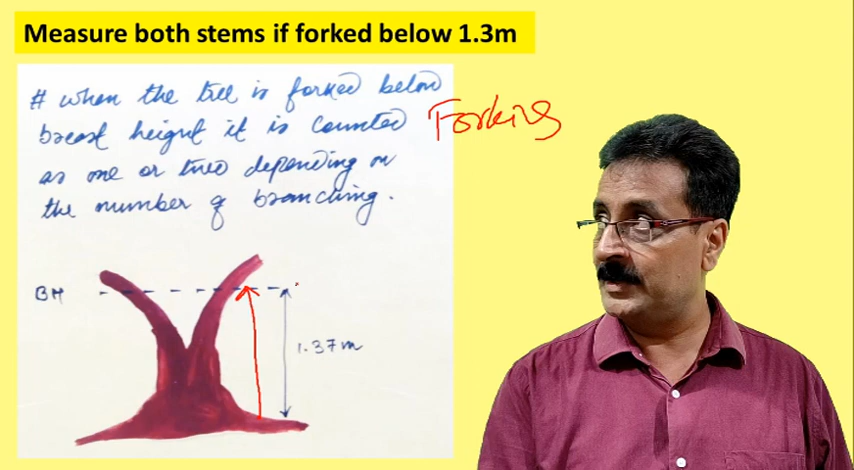 Measure both stems if forked below 1.3m
# when the tree is forked below
breast height it is counted
as one or two depending on
the number of branching.
Forking
BH
1.37m